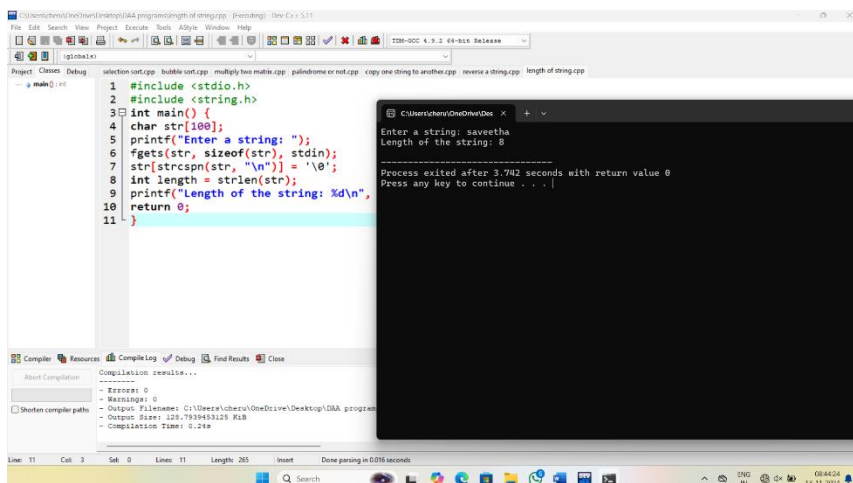 C:\Users\cheru\OneDrive\Desktop\DAA programs\length of string.cpp - [Executing] - Dev-C++ 5.11
File Edit Search View Project Execute Tools AStyle Window Help
TDM-GCC 4.9.2 64-bit Release
(globals)
Project Classes Debug
selection sort.cpp bubble sort.cpp multiply two matrix.cpp palindrome or not.cpp copy one string to another.cpp reverse a string.cpp length of string.cpp
main() : int
1 #include <stdio.h>
2 #include <string.h>
3 int main() {
4 char str[100];
5 printf("Enter a string: ");
6 fgets(str, sizeof(str), stdin);
7 str[strcspn(str, "\n")] = '\0';
8 int length = strlen(str);
9 printf("Length of the string: %d\n",
10 return 0;
11 }
C:\Users\cheru\OneDrive\Des
Enter a string: saveetha
Length of the string: 8
--------------------------------
Process exited after 3.742 seconds with return value 0
Press any key to continue . . .
Compiler Resources Compile Log Debug Find Results Close
Abort Compilation
Shorten compiler paths
Compilation results...
--------
- Errors: 0
- Warnings: 0
- Output Filename: C:\Users\cheru\OneDrive\Desktop\DAA program
- Output Size: 128.7939453125 KiB
- Compilation Time: 0.24s
Line: 11 Col: 3 Sel: 0 Lines: 11 Length: 265 Insert Done parsing in 0.016 seconds
Search
ENG
IN
08:44:24